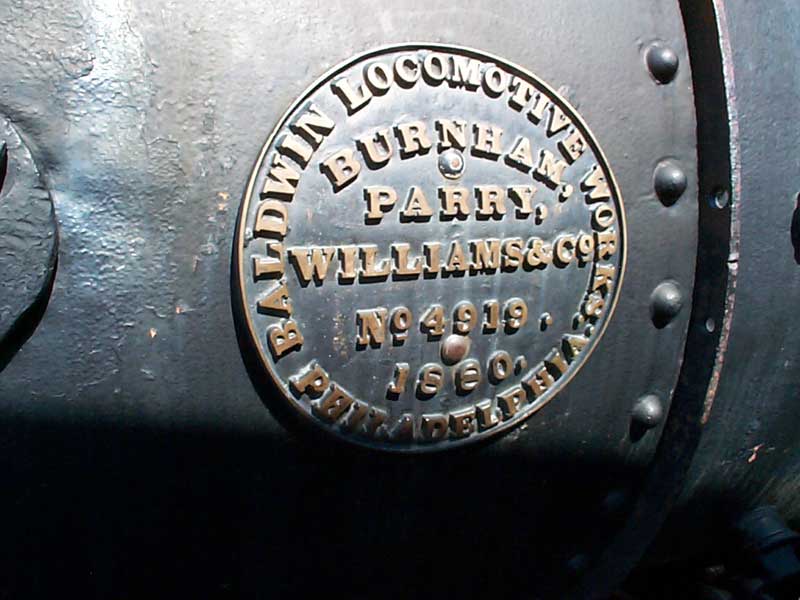 BALDWIN LOCOMOTIVE WORKS.
BURNHAM,
PARRY,
WILLIAMS & Co.
No. 4919.
1880.
PHILADELPHIA